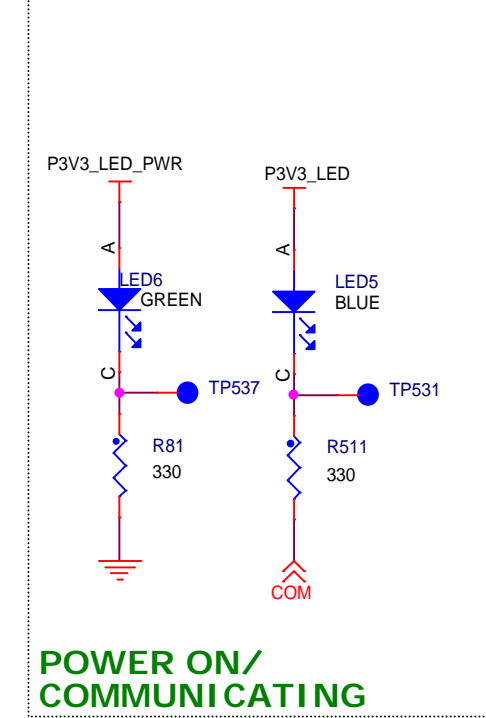 P3V3_LED_PWR
P3V3_LED
A
A
LED6
GREEN
LED5
BLUE
C
C
TP537
TP531
R81
330
R511
330
COM
POWER ON/
COMMUNICATING